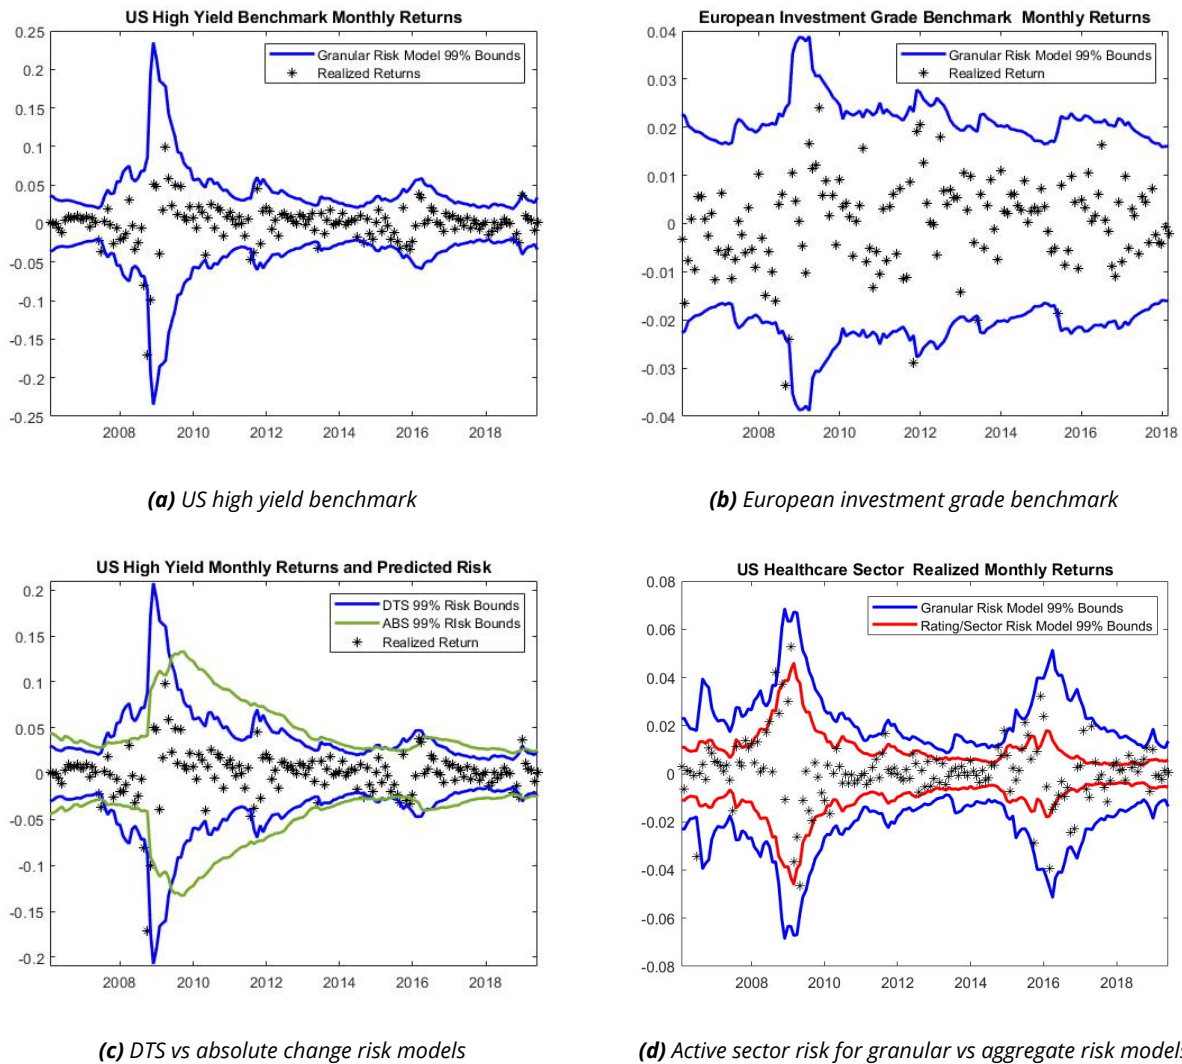 US High Yield Benchmark Monthly Returns
Granular Risk Model 99% Bounds
Realized Returns
0.25
0.2
0.15
0.1
0.05
0
-0.05
-0.1
-0.15
-0.2
-0.25
2008 2010 2012 2014 2016 2018
(a) US high yield benchmark
European Investment Grade Benchmark Monthly Returns
Granular Risk Model 99% Bounds
Realized Return
0.04
0.03
0.02
0.01
0
-0.01
-0.02
-0.03
-0.04
2008 2010 2012 2014 2016 2018
(b) European investment grade benchmark
US High Yield Monthly Returns and Predicted Risk
DTS 99% Risk Bounds
ABS 99% RIsk Bounds
Realized Return
0.2
0.15
0.1
0.05
0
-0.05
-0.1
-0.15
-0.2
2008 2010 2012 2014 2016 2018
(c) DTS vs absolute change risk models
US Healthcare Sector Realized Monthly Returns
Granular Risk Model 99% Bounds
Rating/Sector Risk Model 99% Bounds
0.08
0.06
0.04
0.02
0
-0.02
-0.04
-0.06
-0.08
2008 2010 2012 2014 2016 2018
(d) Active sector risk for granular vs aggregate risk models